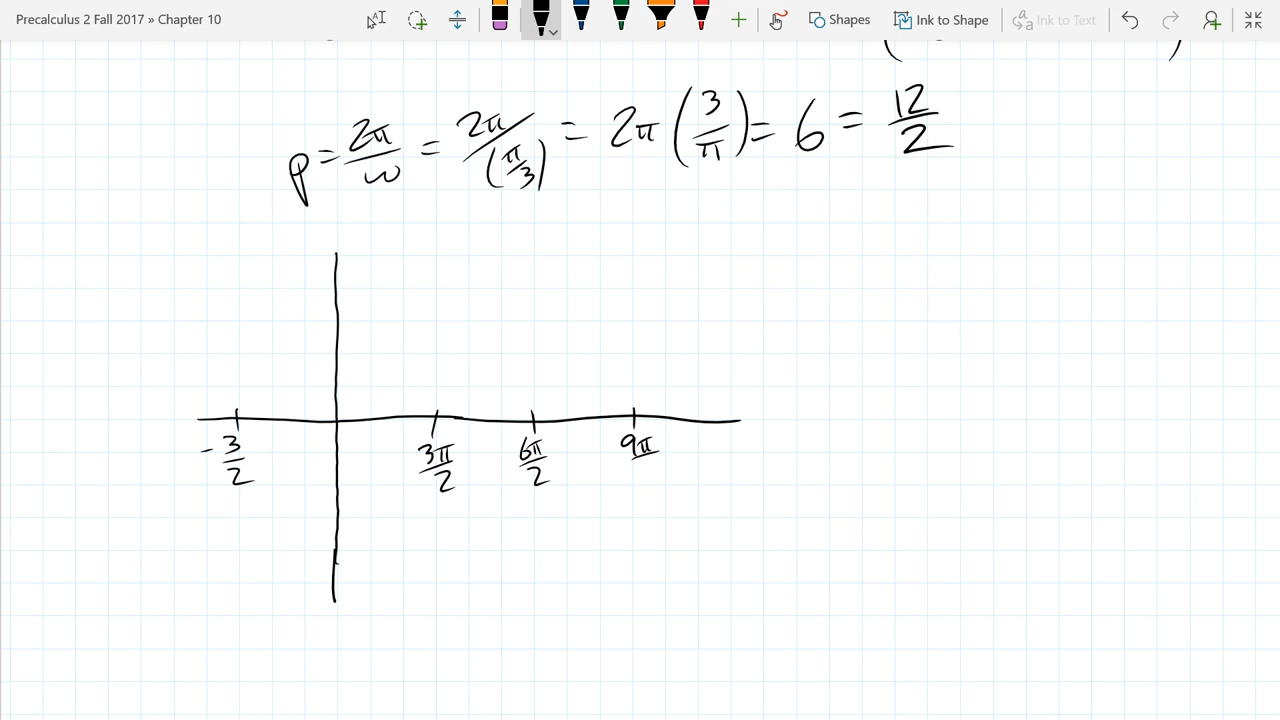 Precalculus 2 Fall 2017 » Chapter 10
Shapes
Ink to Shape
Ink to Text
p = 2π/ω = 2π/(π/3) = 2π(3/π) = 6 = 12/2
-3/2 3π/2 6π/2 9π